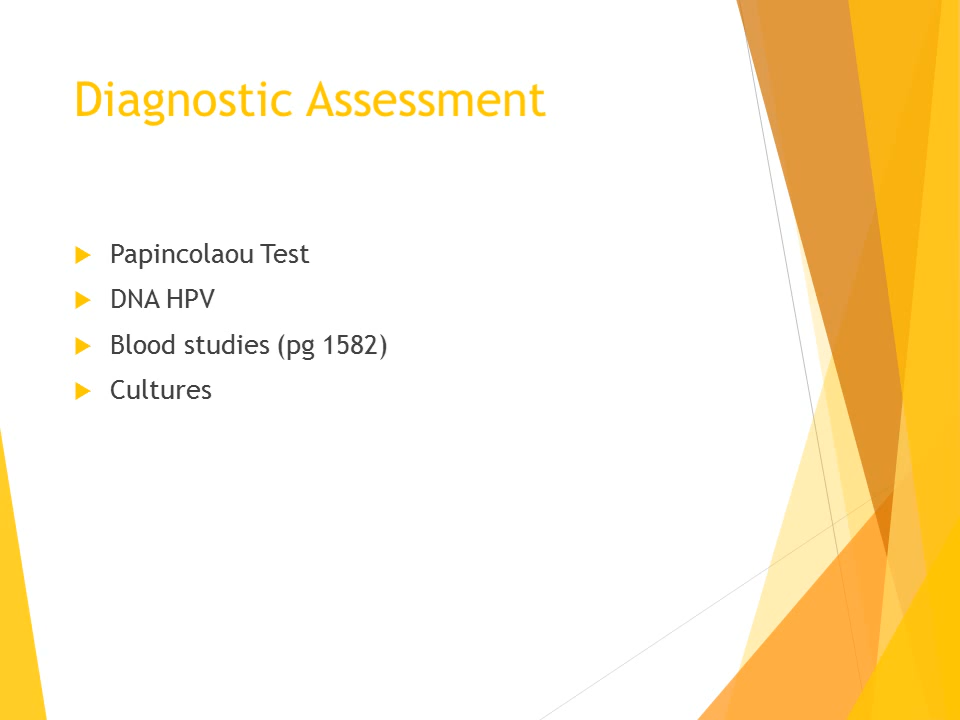 Diagnostic Assessment
Papincolaou Test
DNA HPV
Blood studies (pg 1582)
Cultures